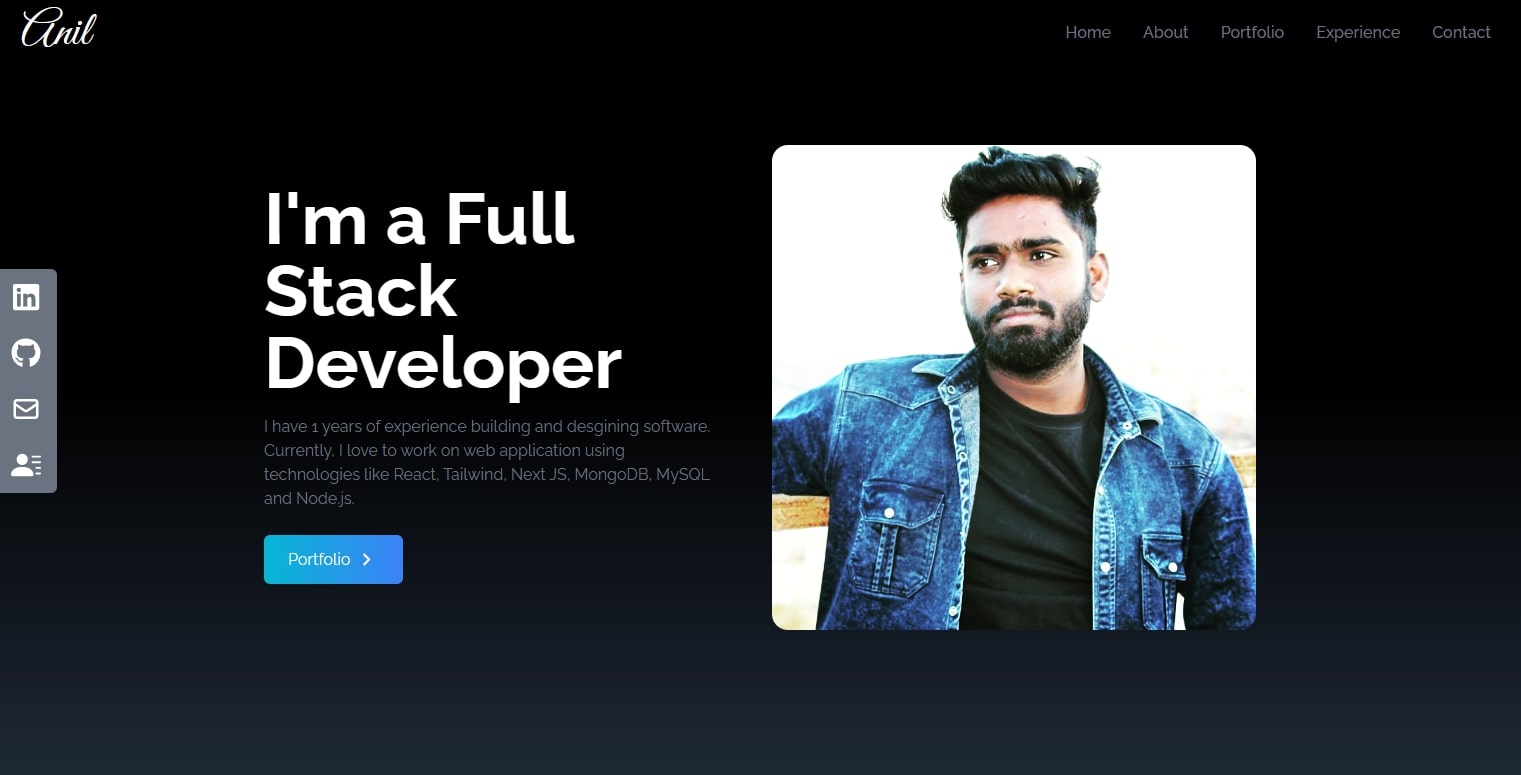 Anil
Home About Portfolio Experience Contact
I'm a Full
Stack
Developer
I have 1 years of experience building and desgining software.
Currently, I love to work on web application using
technologies like React, Tailwind, Next JS, MongoDB, MySQL
and Node.js.
Portfolio
in